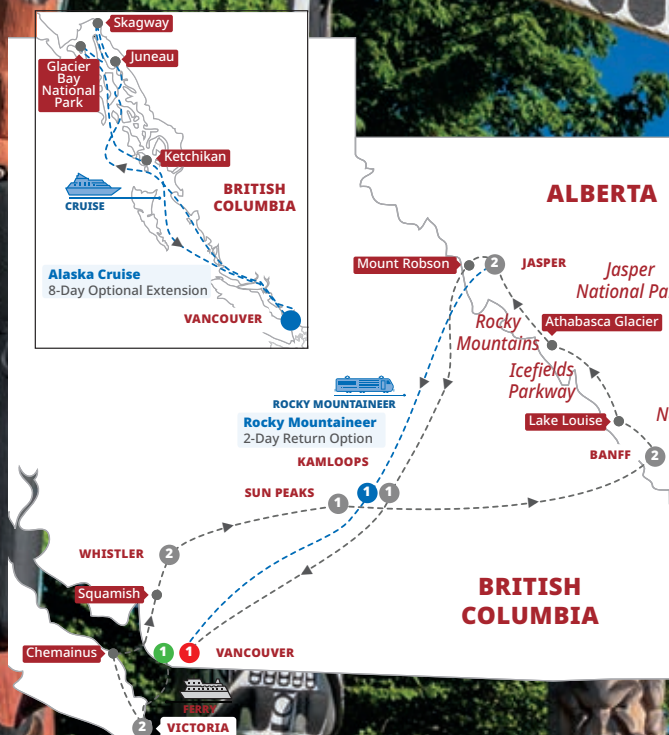 Skagway
Juneau
Glacier
Bay
National
Park
Ketchikan
BRITISH
COLUMBIA
CRUISE
Alaska Cruise
8-Day Optional Extension
VANCOUVER
ALBERTA
Mount Robson
2
JASPER
Jasper
National Pa
Rocky
Mountains
Athabasca Glacier
Icefields
Parkway
ROCKY MOUNTAINEER
Rocky Mountaineer
2-Day Return Option
Lake Louise
N
BANFF
2
KAMLOOPS
SUN PEAKS
1
1
1
WHISTLER
2
Squamish
BRITISH
COLUMBIA
Chemainus
1
1
VANCOUVER
FERRY
2
VICTORIA